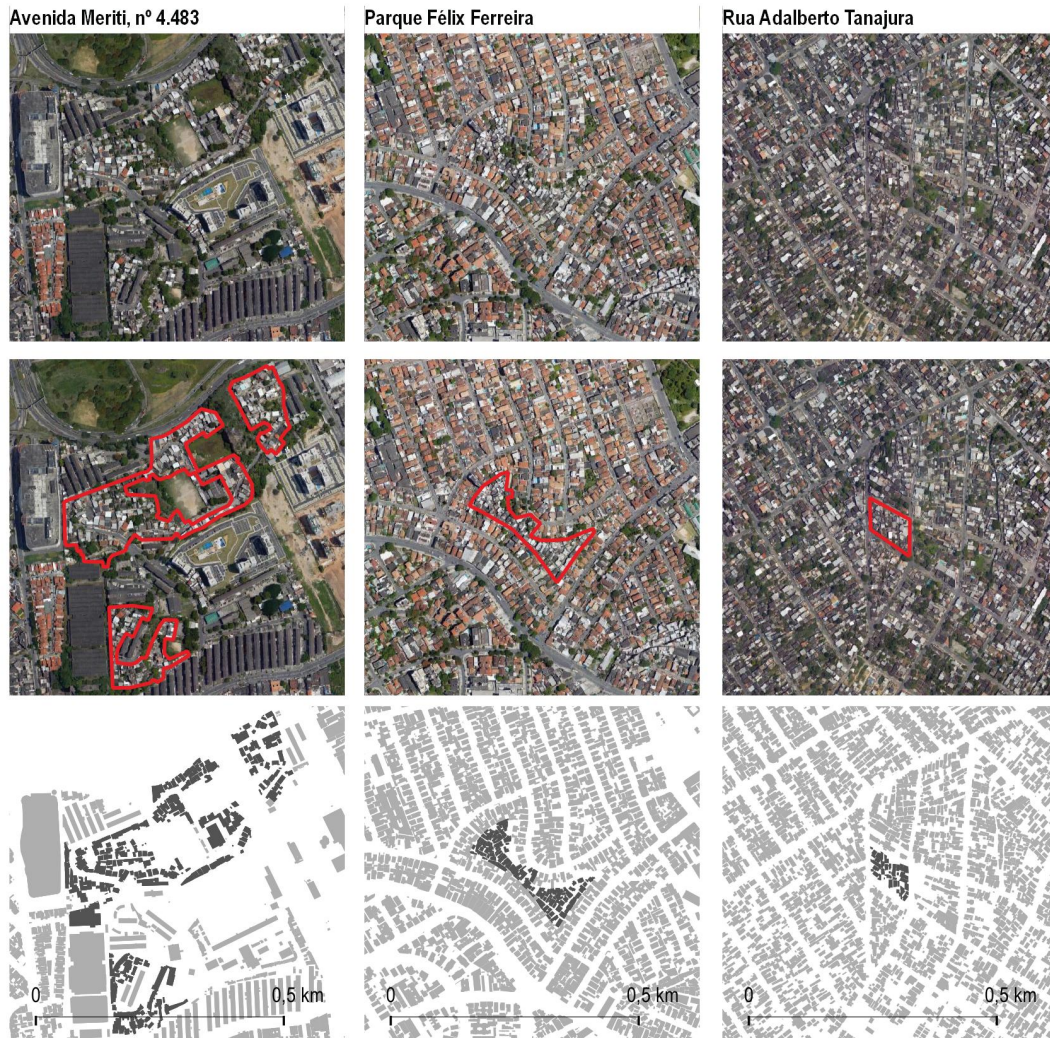 Avenida Meriti, nº 4.483
Parque Félix Ferreira
Rua Adalberto Tanajura
0 0,5 km
0 0,5 km
0 0,5 km